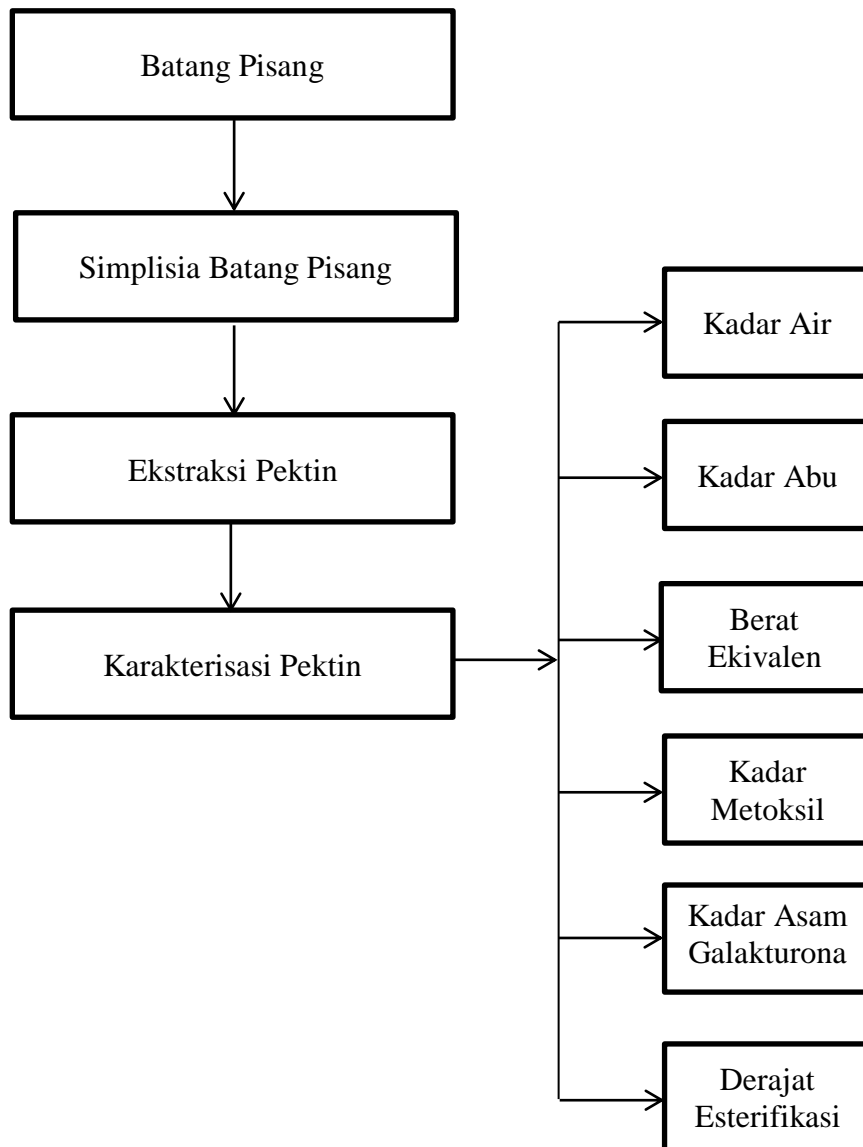 Batang Pisang
Simplisia Batang Pisang
Ekstraksi Pektin
Karakterisasi Pektin
Kadar Air
Kadar Abu
Berat
Ekivalen
Kadar
Metoksil
Kadar Asam
Galakturona
Derajat
Esterifikasi